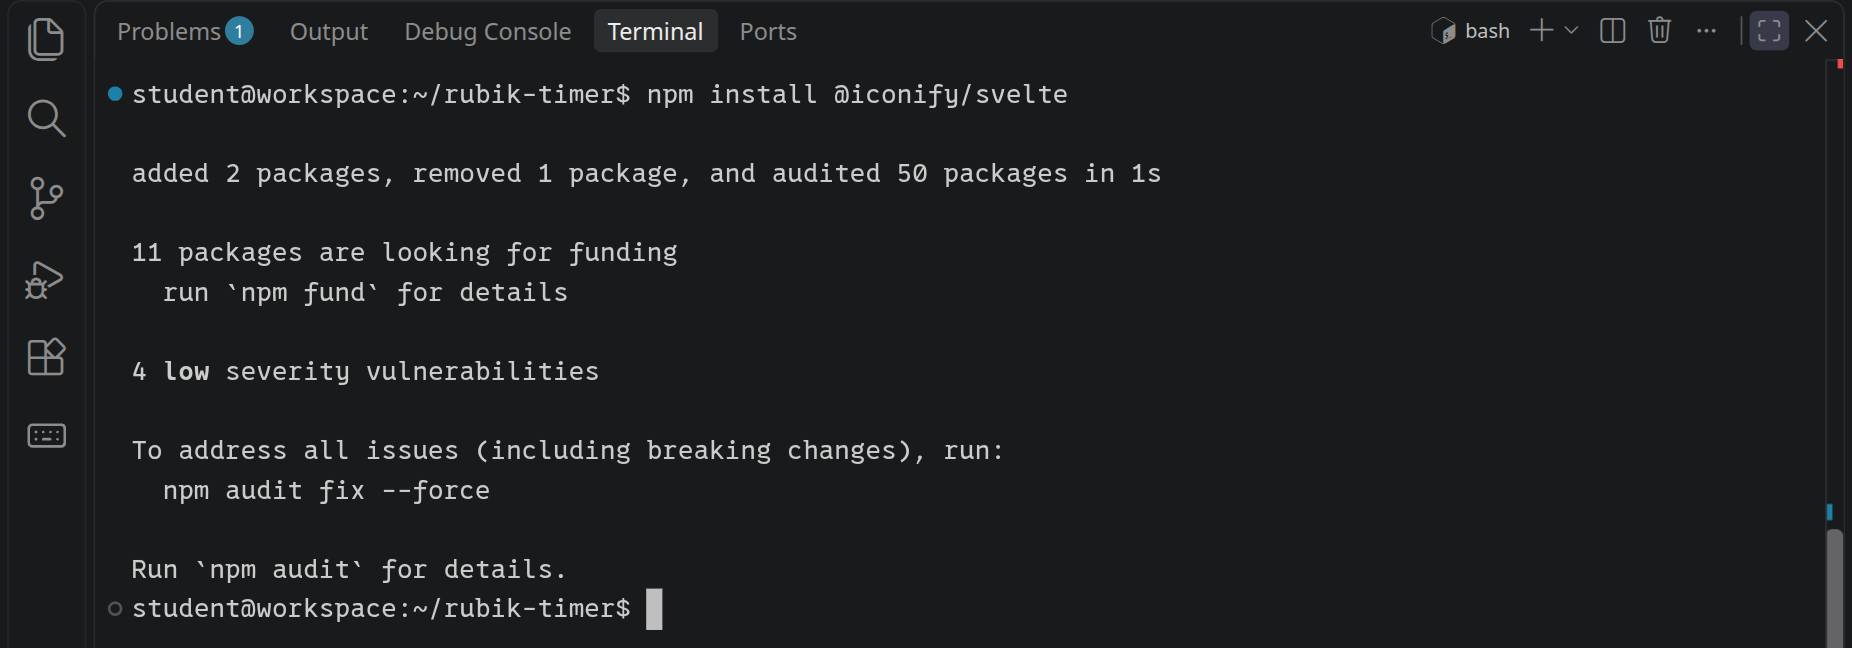 Problems 1 Output Debug Console Terminal Ports bash
student@workspace:~/rubik-timer$ npm install @iconify/svelte
added 2 packages, removed 1 package, and audited 50 packages in 1s
11 packages are looking for funding
  run `npm fund` for details
4 low severity vulnerabilities
To address all issues (including breaking changes), run:
  npm audit fix --force
Run `npm audit` for details.
student@workspace:~/rubik-timer$